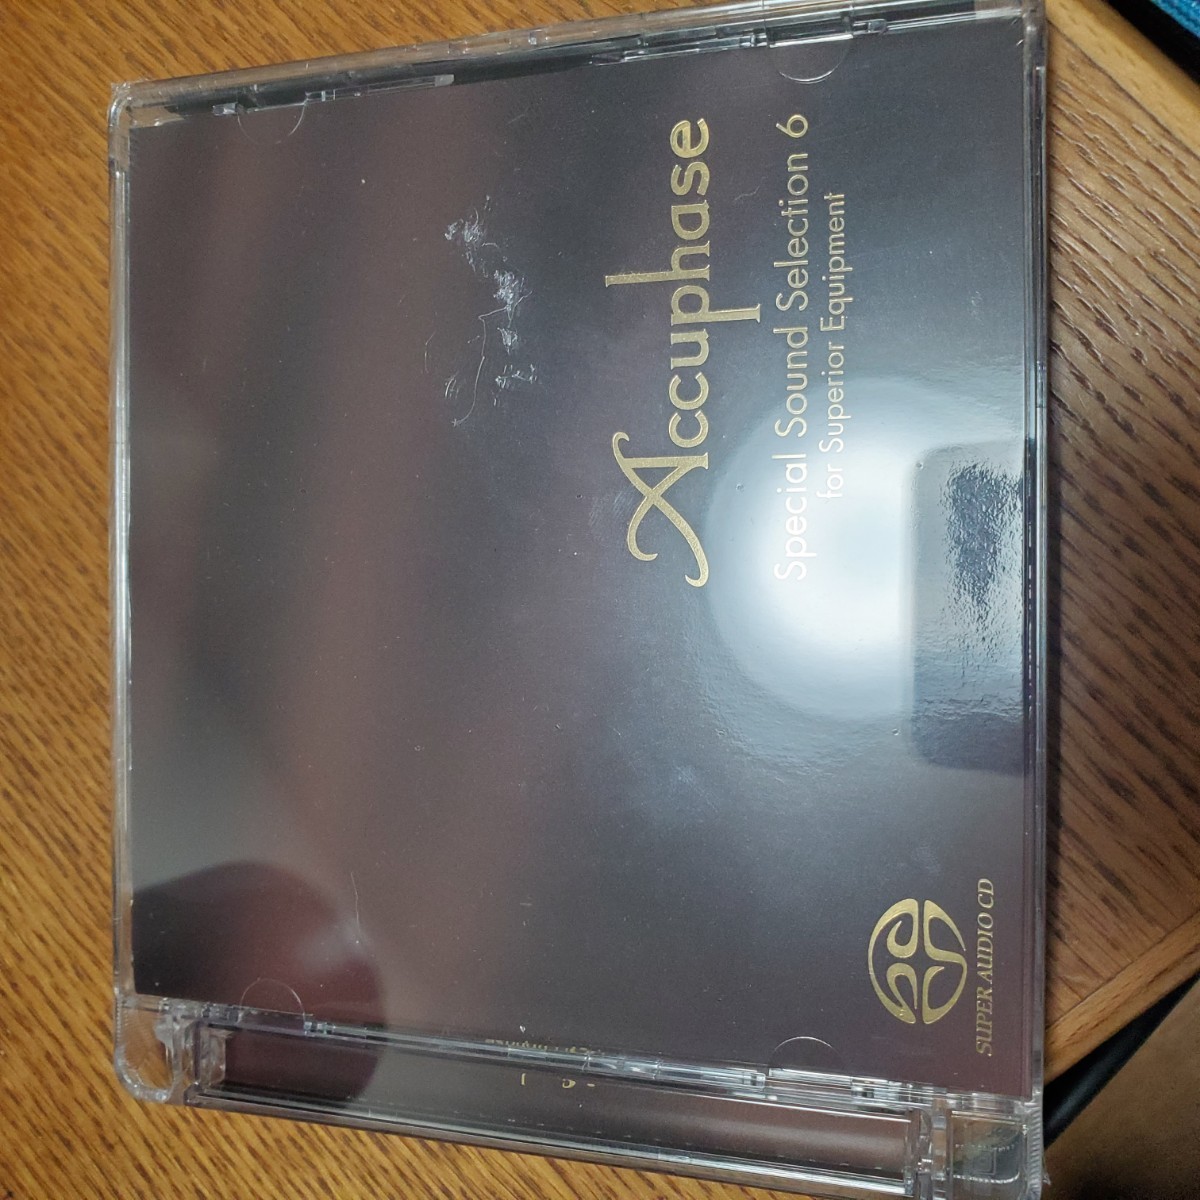 Accuphase
Special Sound Selection 6
for Superior Equipment
SUPER AUDIO CD